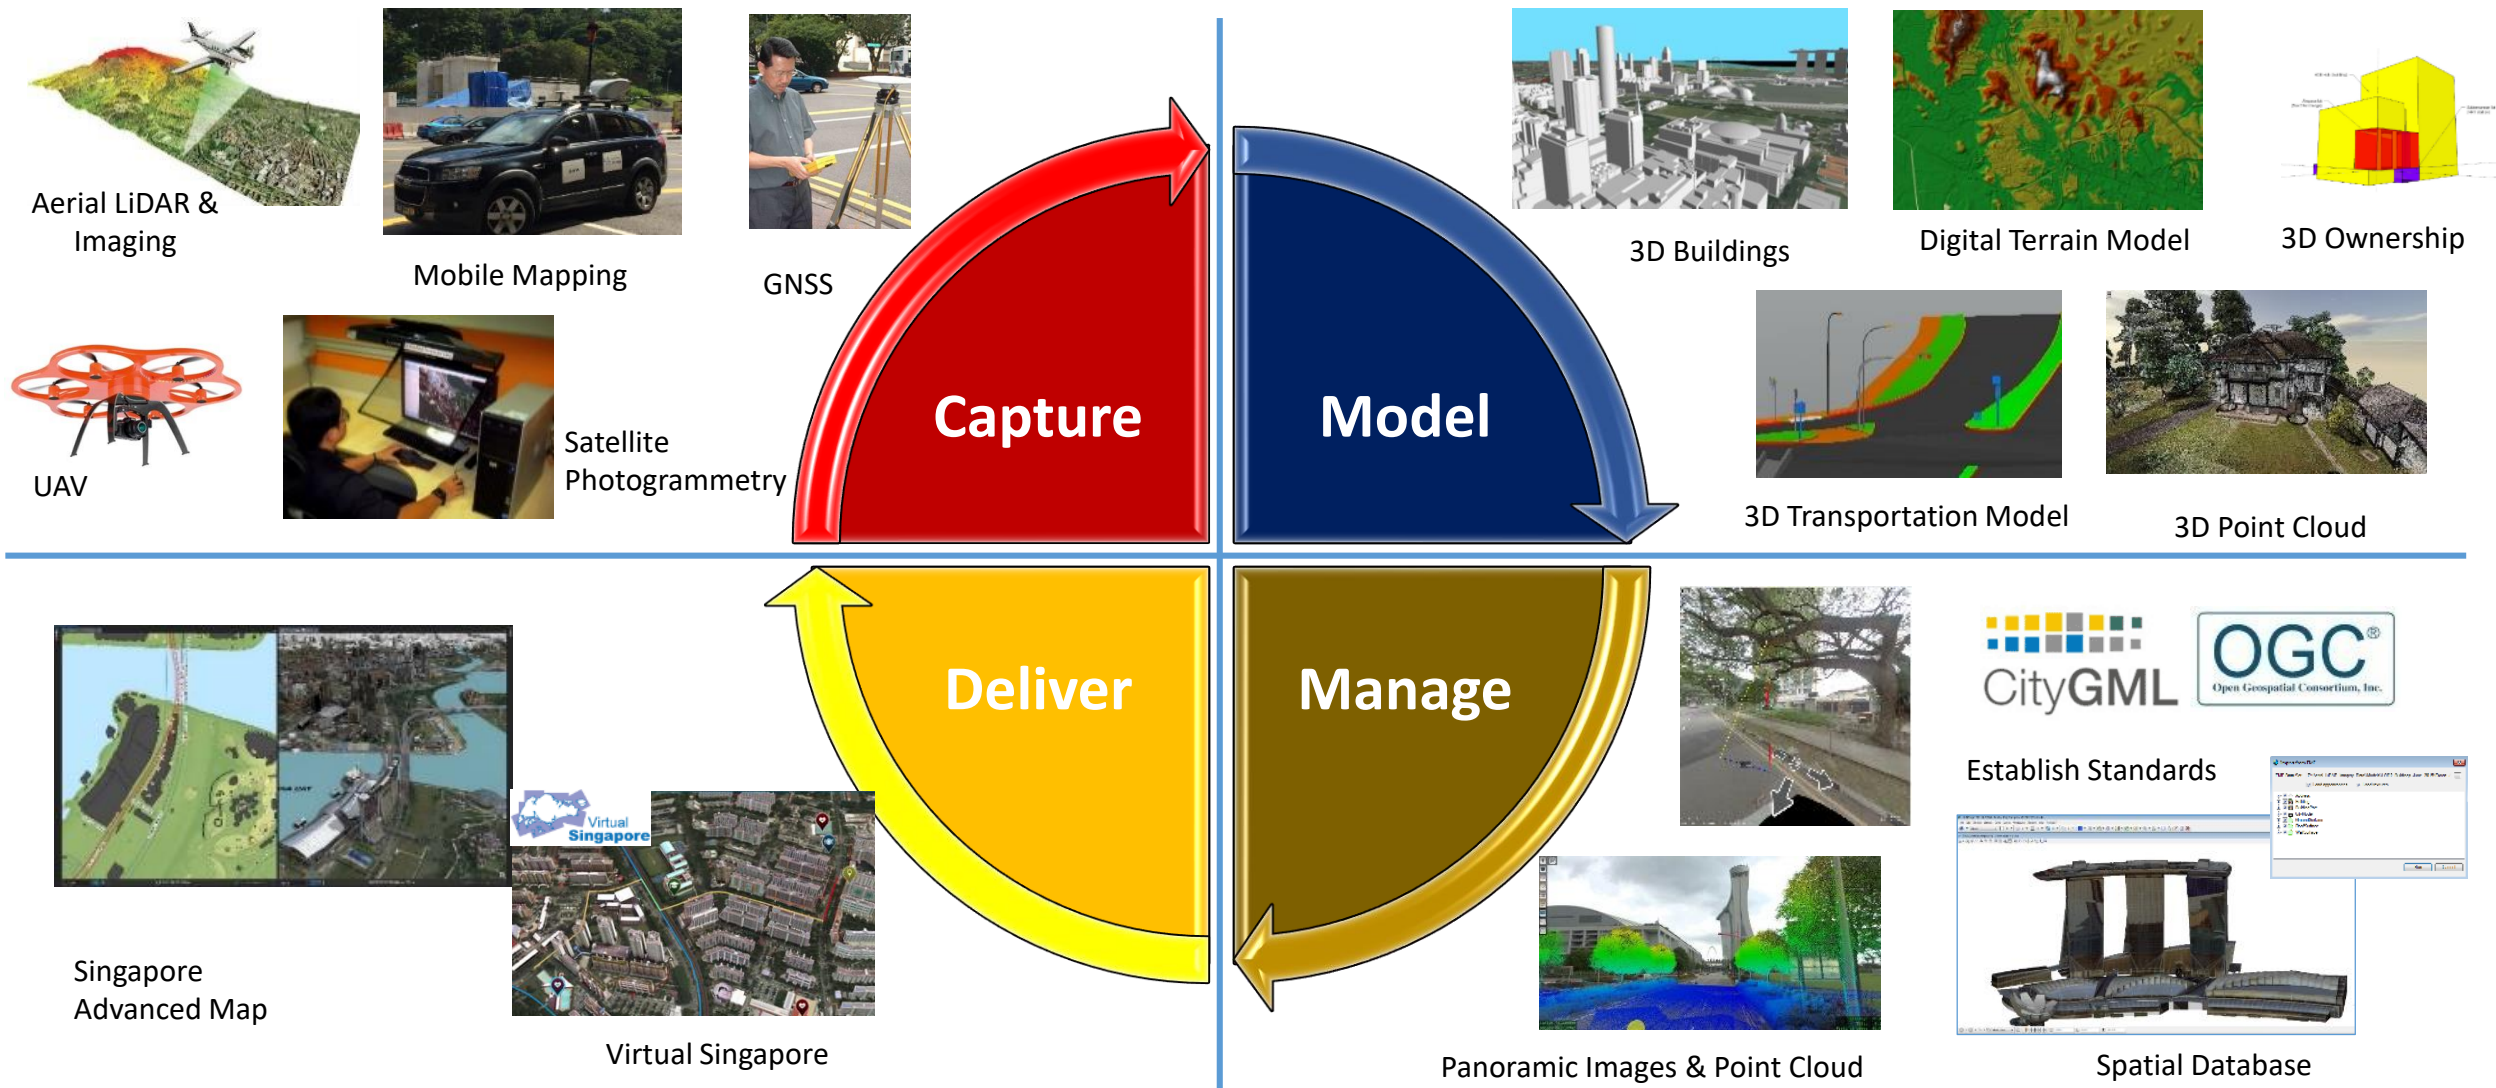 Aerial LiDAR &
Imaging
Mobile Mapping
GNSS
UAV
Satellite
Photogrammetry
Capture
Model
3D Buildings
Digital Terrain Model
3D Ownership
3D Transportation Model
3D Point Cloud
Deliver
Manage
Singapore
Advanced Map
Virtual
Singapore
Virtual Singapore
CityGML
OGC®
Open Geospatial Consortium, Inc.
Establish Standards
Panoramic Images & Point Cloud
Spatial Database